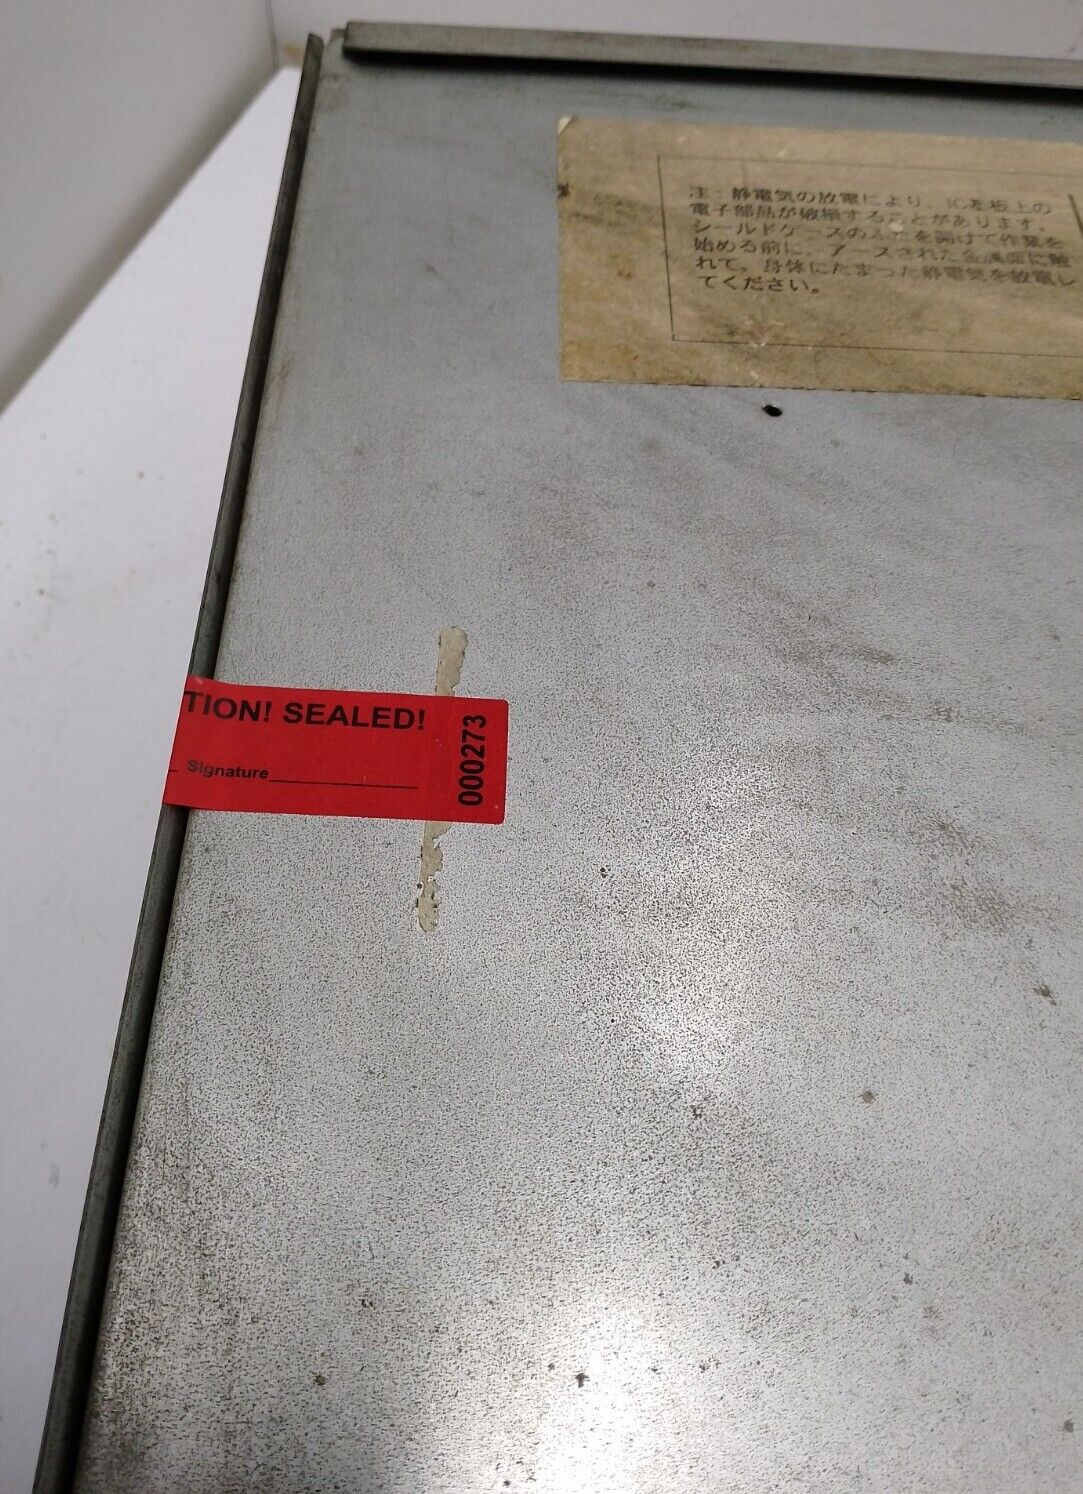 注:静電気の放電により、IC基板上の
電子部品が破損することがあります。
シールドケースの を開けて作業を
始める前に、アースされた金属面に触
れて、身体にたまった静電気を放電し
てください。
TION! SEALED!
Signature
000273